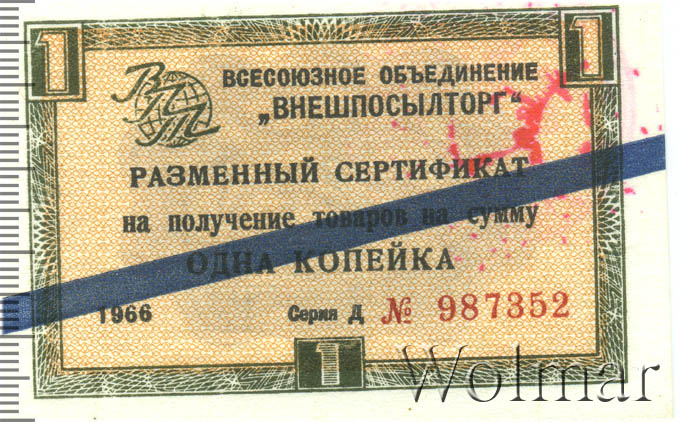 1 1
ВПТ
ВСЕСОЮЗНОЕ ОБЪЕДИНЕНИЕ
„ВНЕШПОСЫЛТОРГ“
РАЗМЕННЫЙ СЕРТИФИКАТ
на получение товаров на сумму
ОДНА КОПЕЙКА
1966 Серия Д № 987352
1
Wolmar